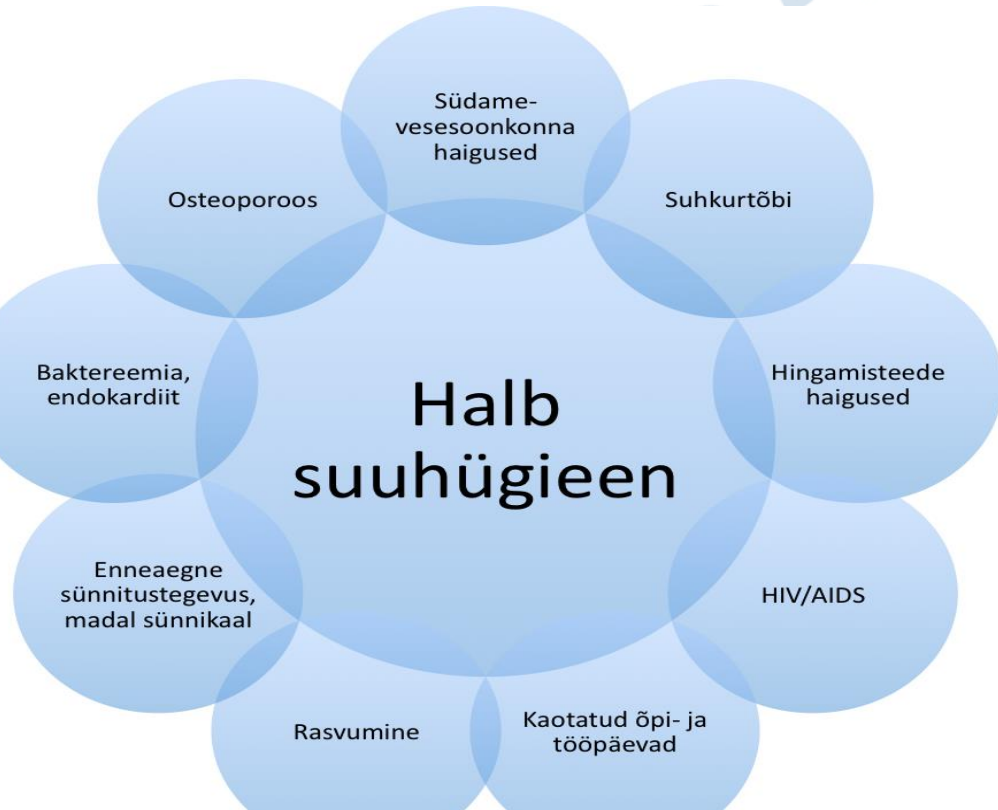 Südame-
vesesoonkonna
haigused
Suhkurtõbi
Hingamisteede
haigused
HIV/AIDS
Kaotatud õpi- ja
tööpäevad
Rasvumine
Enneaegne
sünnitustegevus,
madal sünnikaal
Baktereemia,
endokardiit
Osteoporoos
Halb
suuhügieen